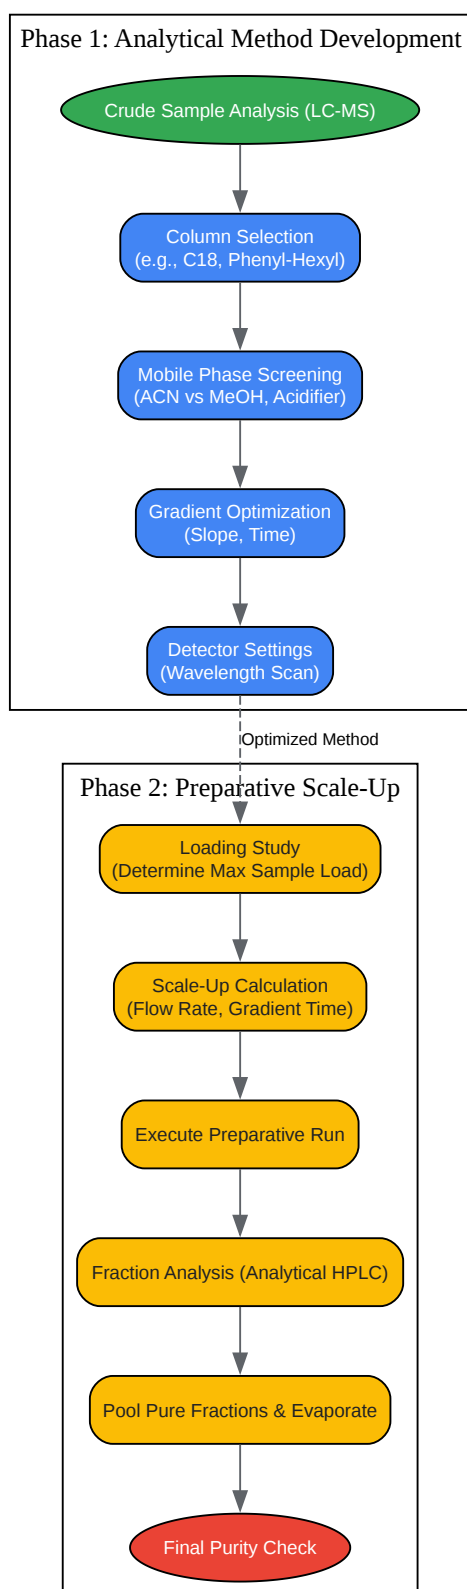 Phase 1: Analytical Method Development
Crude Sample Analysis (LC-MS)
Column Selection
(e.g., C18, Phenyl-Hexyl)
Mobile Phase Screening
(ACN vs MeOH, Acidifier)
Gradient Optimization
(Slope, Time)
Detector Settings
(Wavelength Scan)
Optimized Method
Phase 2: Preparative Scale-Up
Loading Study
(Determine Max Sample Load)
Scale-Up Calculation
(Flow Rate, Gradient Time)
Execute Preparative Run
Fraction Analysis (Analytical HPLC)
Pool Pure Fractions & Evaporate
Final Purity Check